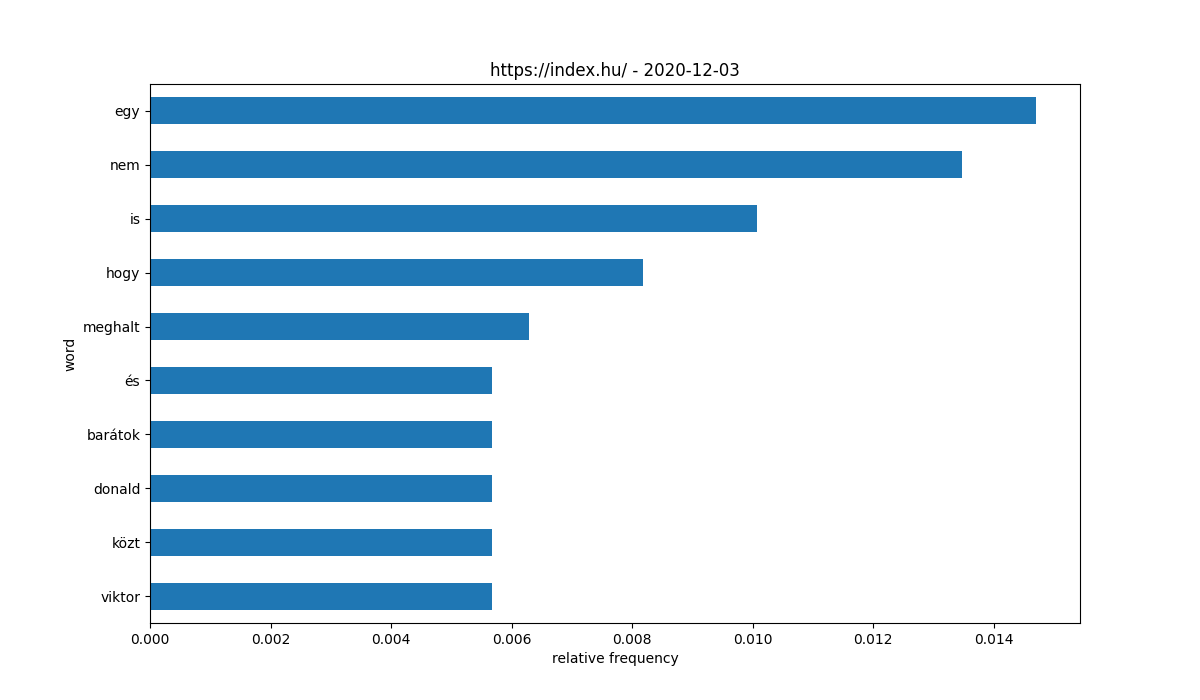 https://index.hu/ - 2020-12-03
egy
nem
is
hogy
meghalt
és
barátok
donald
közt
viktor
word
0.000 0.002 0.004 0.006 0.008 0.010 0.012 0.014
relative frequency